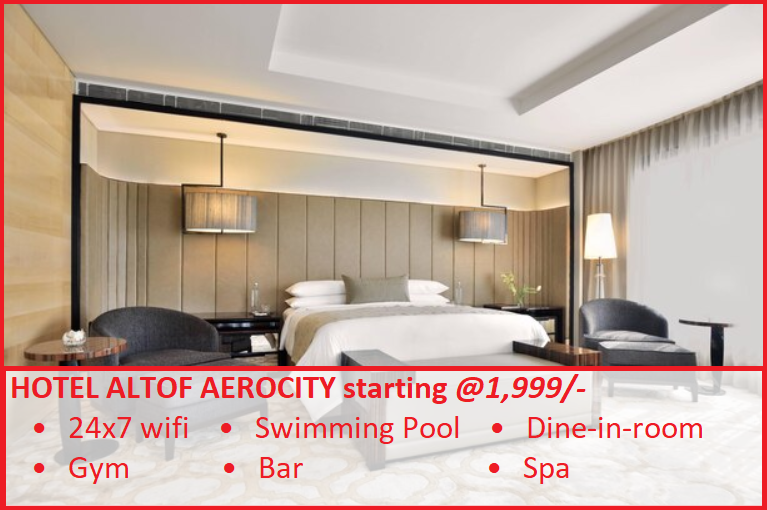 HOTEL ALTOF AEROCITY starting @1,999/-
• 24x7 wifi • Swimming Pool • Dine-in-room
• Gym • Bar • Spa